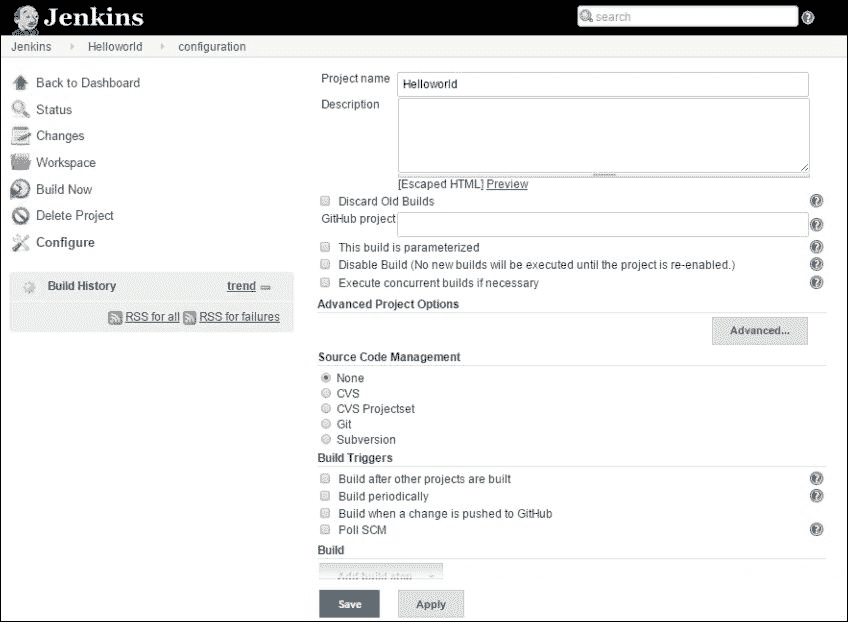 Jenkins
search
Jenkins Helloworld configuration
Back to Dashboard
Status
Changes
Workspace
Build Now
Delete Project
Configure
Build History trend
RSS for all RSS for failures
Project name Helloworld
Description
[Escaped HTML] Preview
Discard Old Builds
GitHub project
This build is parameterized
Disable Build (No new builds will be executed until the project is re-enabled.)
Execute concurrent builds if necessary
Advanced Project Options
Advanced...
Source Code Management
None
CVS
CVS Projectset
Git
Subversion
Build Triggers
Build after other projects are built
Build periodically
Build when a change is pushed to GitHub
Poll SCM
Build
Add build step
Save Apply